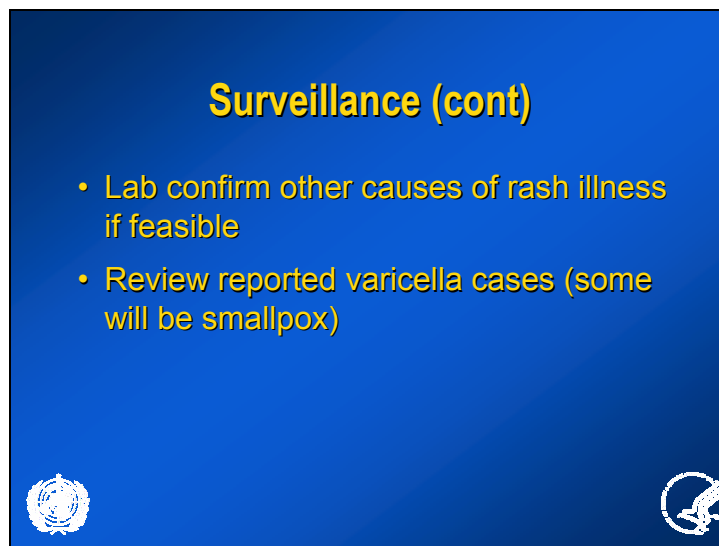 Surveillance (cont)
• Lab confirm other causes of rash illness
if feasible
• Review reported varicella cases (some
will be smallpox)